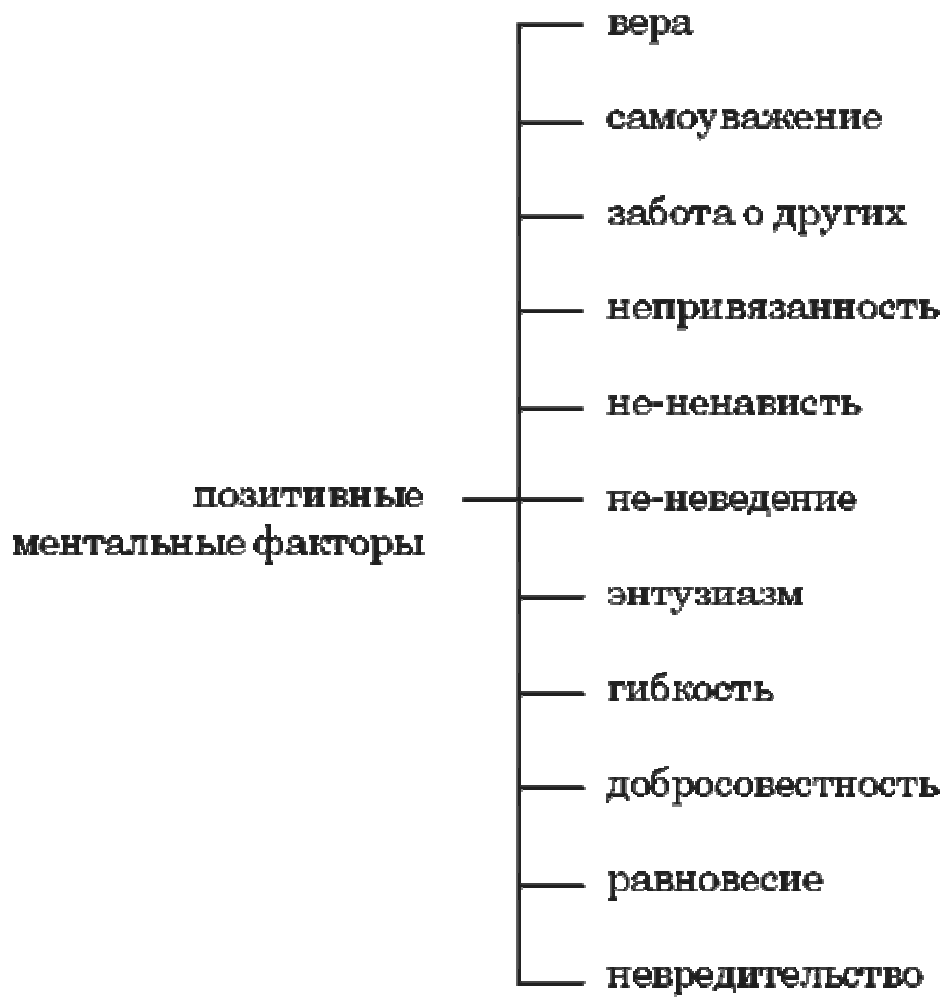 вера
самоуважение
забота о других
непривязанность
не-ненависть
позитивные
ментальные факторы
не-неведение
энтузиазм
гибкость
добросовестность
равновесие
невредительство